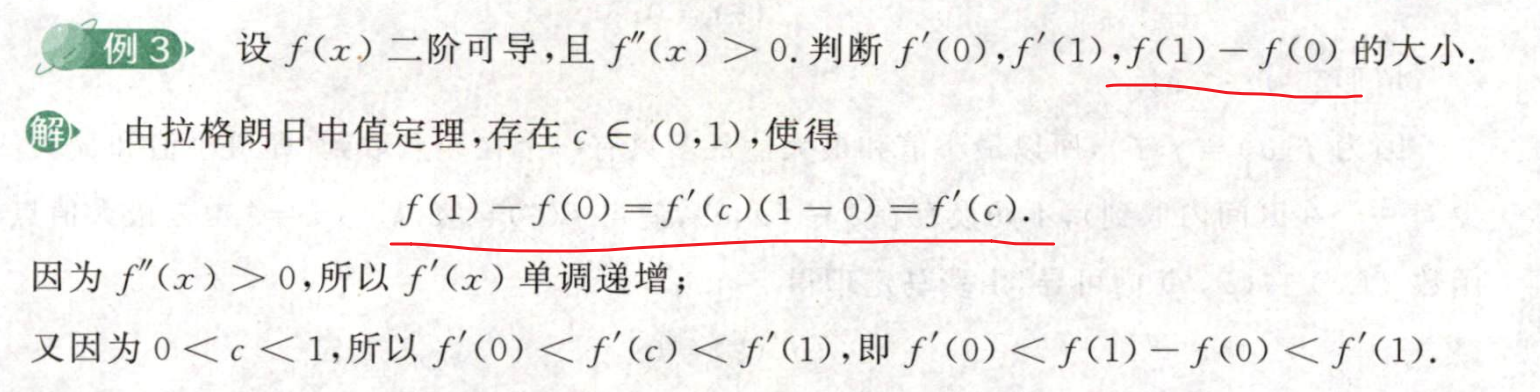 例3 设 f(x) 二阶可导,且 f″(x) > 0. 判断 f′(0),f′(1),f(1) − f(0) 的大小.
解 由拉格朗日中值定理,存在 c ∈ (0,1),使得
f(1) − f(0) = f′(c)(1 − 0) = f′(c).
因为 f″(x) > 0,所以 f′(x) 单调递增;
又因为 0 < c < 1,所以 f′(0) < f′(c) < f′(1),即 f′(0) < f(1) − f(0) < f′(1).